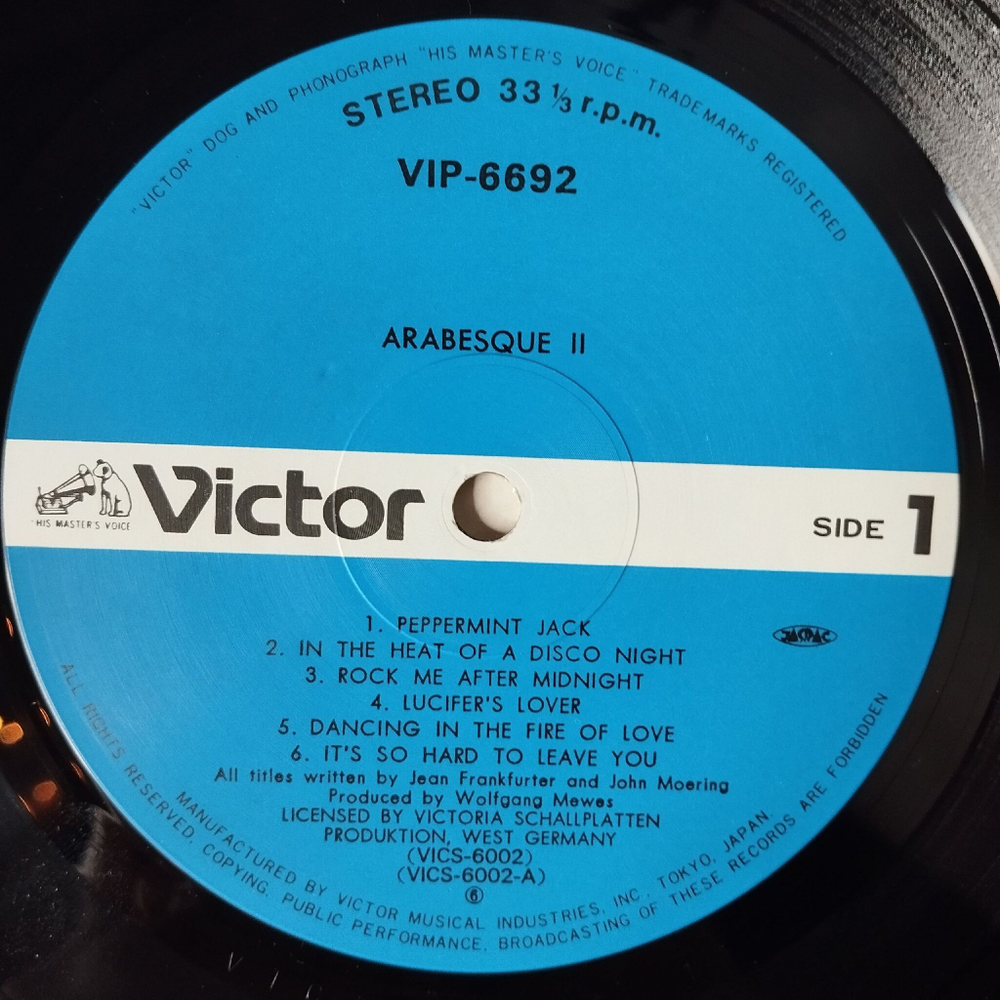 "VICTOR" DOG AND PHONOGRAPH "HIS MASTER'S VOICE" TRADEMARKS REGISTERED
STEREO 33 ⅓ r.p.m.
VIP-6692
ARABESQUE II
"HIS MASTER'S VOICE
Victor
SIDE 1
1. PEPPERMINT JACK
JASRAC
2. IN THE HEAT OF A DISCO NIGHT
3. ROCK ME AFTER MIDNIGHT
4. LUCIFER'S LOVER
5. DANCING IN THE FIRE OF LOVE
6. IT'S SO HARD TO LEAVE YOU
All titles written by Jean Frankfurter and John Moering
Produced by Wolfgang Mewes
LICENSED BY VICTORIA SCHALLPLATTEN
PRODUKTION, WEST GERMANY
(VICS-6002)
(VICS-6002-A)
⑥
MANUFACTURED BY VICTOR MUSICAL INDUSTRIES, INC. TOKYO, JAPAN
ALL RIGHTS RESERVED. COPYING, PUBLIC PERFORMANCE, BROADCASTING OF THESE RECORDS ARE FORBIDDEN